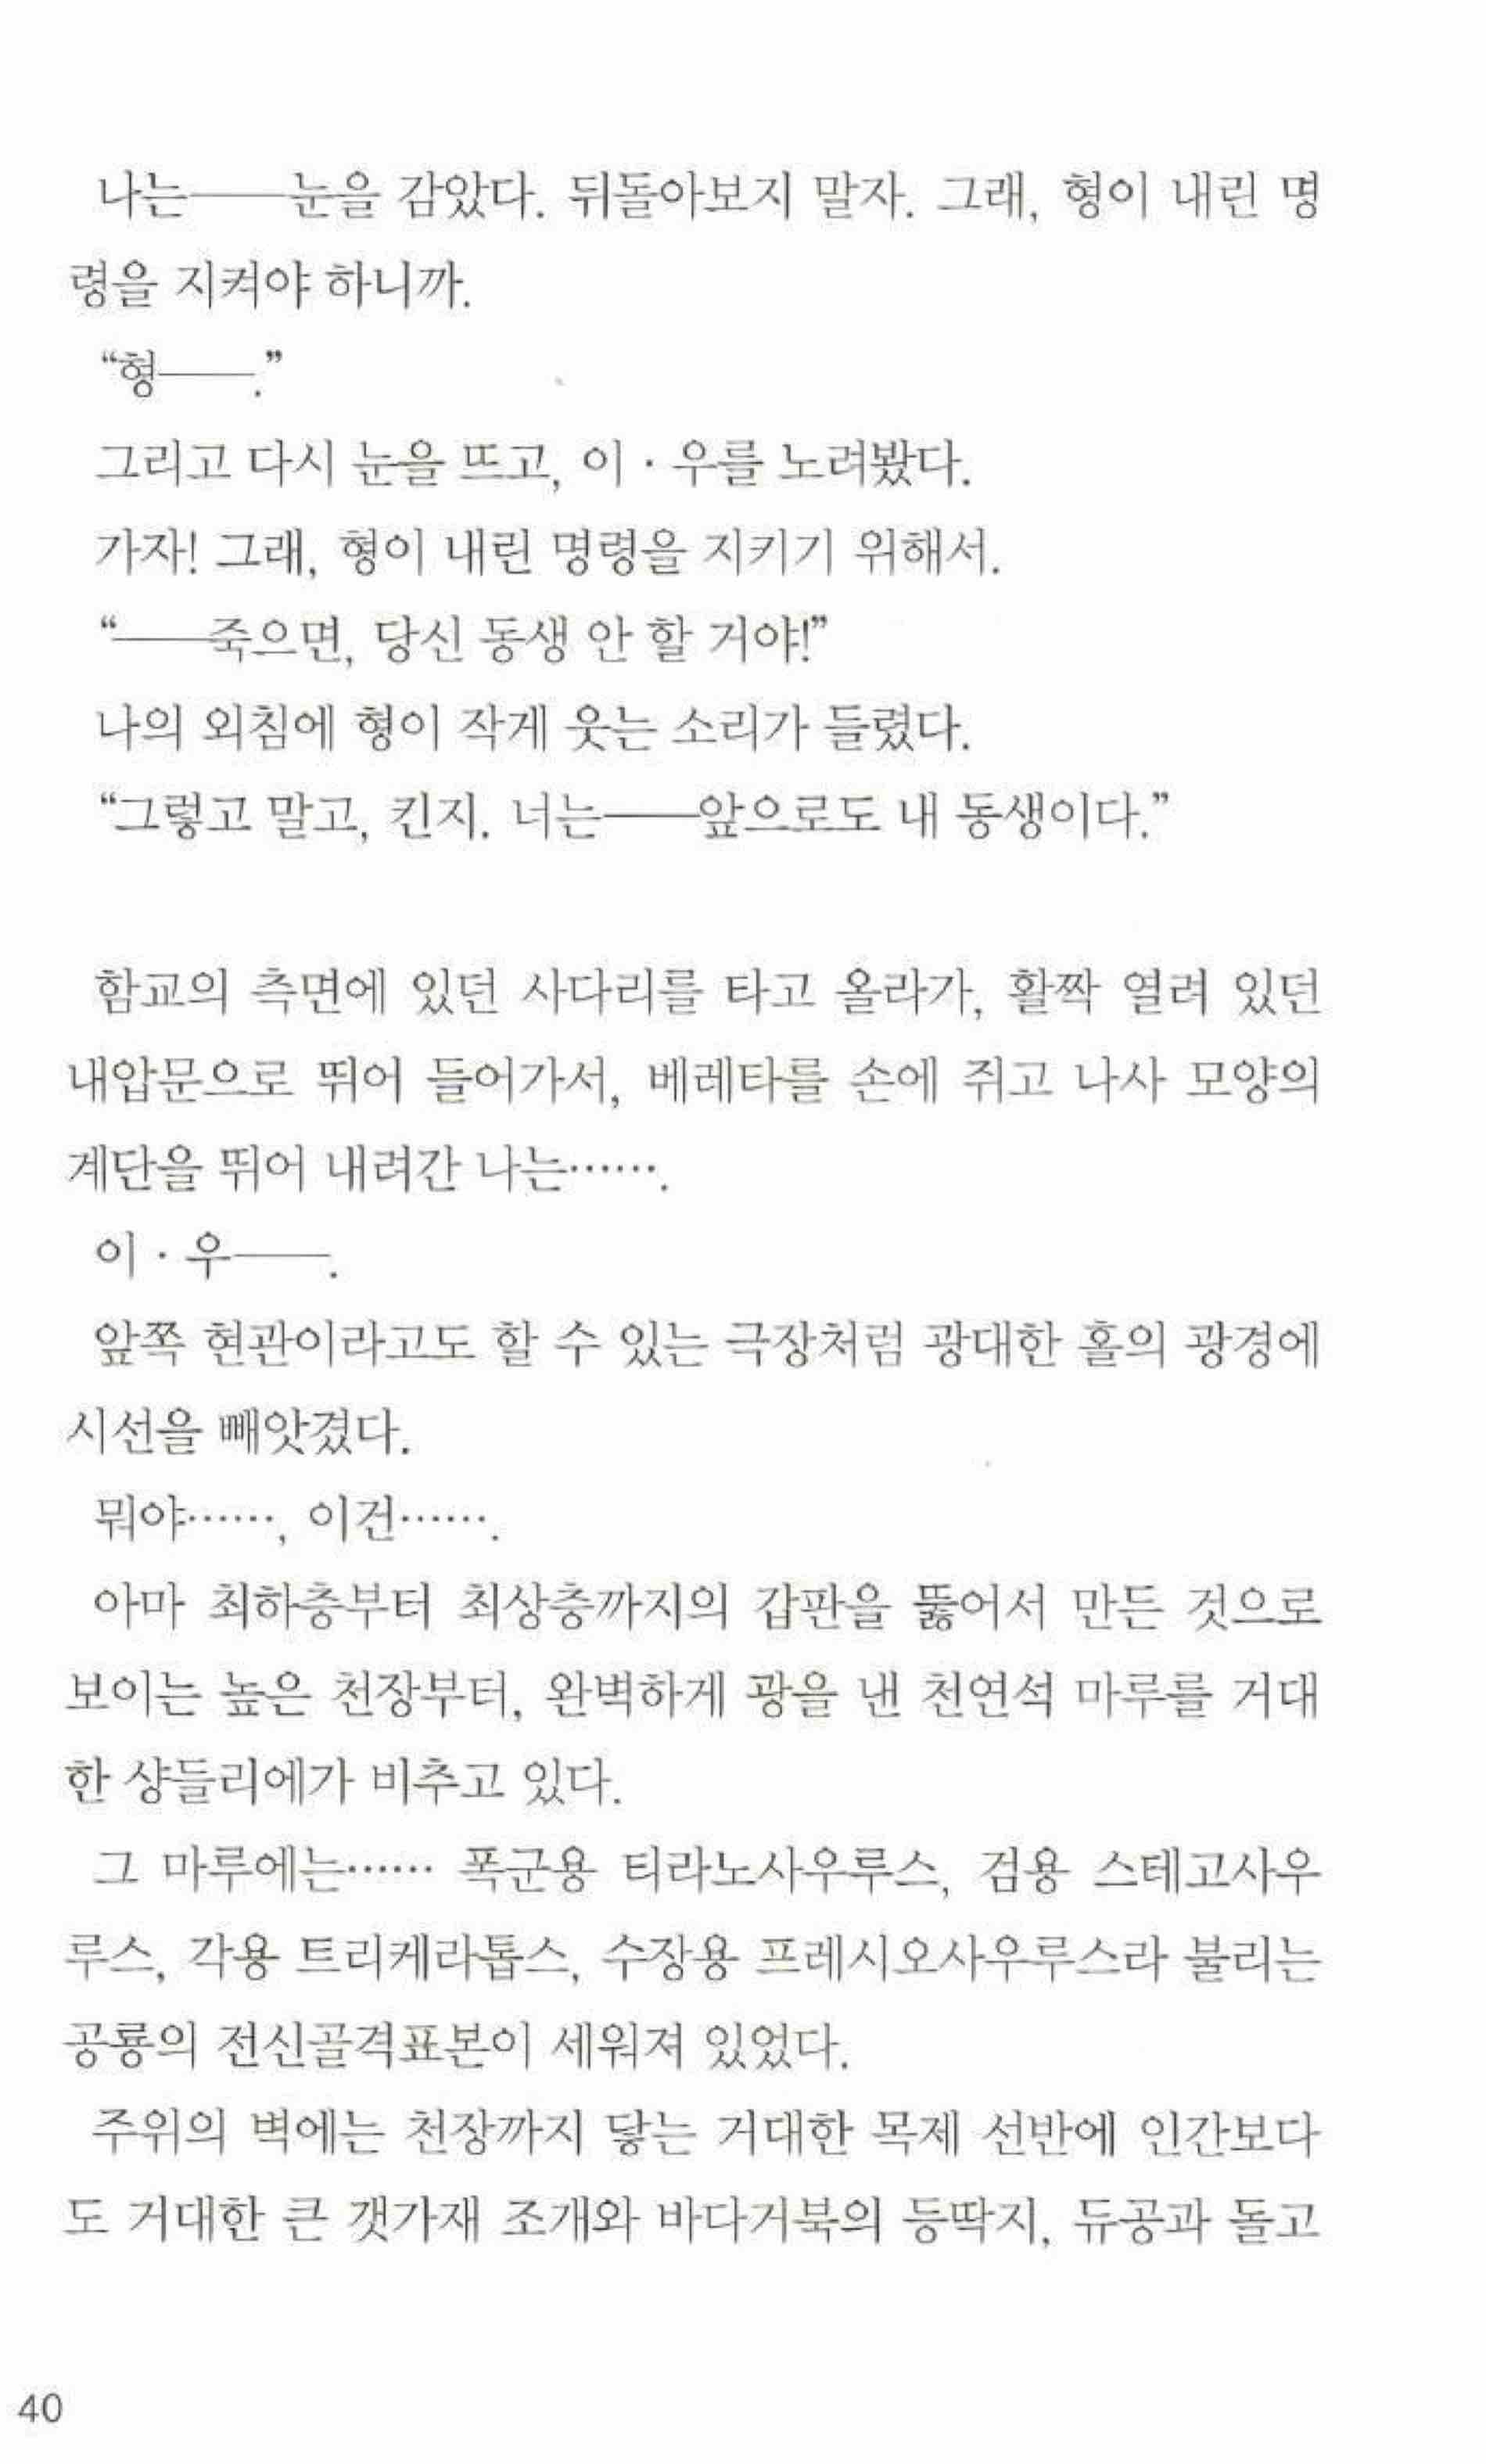 나는──눈을 감았다. 뒤돌아보지 말자. 그래, 형이 내린 명
령을 지켜야 하니까.
“형──.”
그리고 다시 눈을 뜨고, 이 · 우를 노려봤다.
가자! 그래, 형이 내린 명령을 지키기 위해서.
“──죽으면, 당신 동생 안 할 거야!”
나의 외침에 형이 작게 웃는 소리가 들렸다.
“그렇고 말고, 킨지. 너는──앞으로도 내 동생이다.”
함교의 측면에 있던 사다리를 타고 올라가, 활짝 열려 있던
내압문으로 뛰어 들어가서, 베레타를 손에 쥐고 나사 모양의
계단을 뛰어 내려간 나는…….
이 · 우──.
앞쪽 현관이라고도 할 수 있는 극장처럼 광대한 홀의 광경에
시선을 빼앗겼다.
뭐야……, 이건…….
아마 최하층부터 최상층까지의 갑판을 뚫어서 만든 것으로
보이는 높은 천장부터, 완벽하게 광을 낸 천연석 마루를 거대
한 샹들리에가 비추고 있다.
그 마루에는…… 폭군용 티라노사우루스, 검용 스테고사우
루스, 각용 트리케라톱스, 수장용 프레시오사우루스라 불리는
공룡의 전신골격표본이 세워져 있었다.
주위의 벽에는 천장까지 닿는 거대한 목제 선반에 인간보다
도 거대한 큰 갯가재 조개와 바다거북의 등딱지, 듀공과 돌고
40